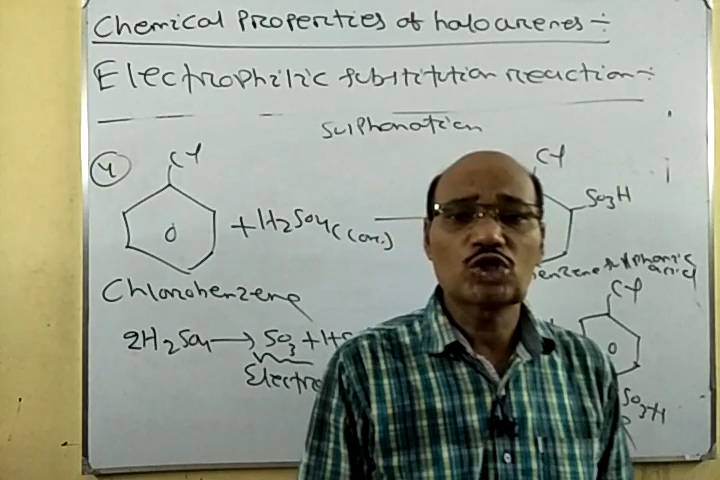 Chemical Properties of haloarenes÷
Electrophilic substitution reaction÷
Sulphonation
4
Cl
+ H2SO4 (con.)
Cl
SO3H
Chlorobenzene
acid
Cl
2H2SO4 → SO3 +
SO3H